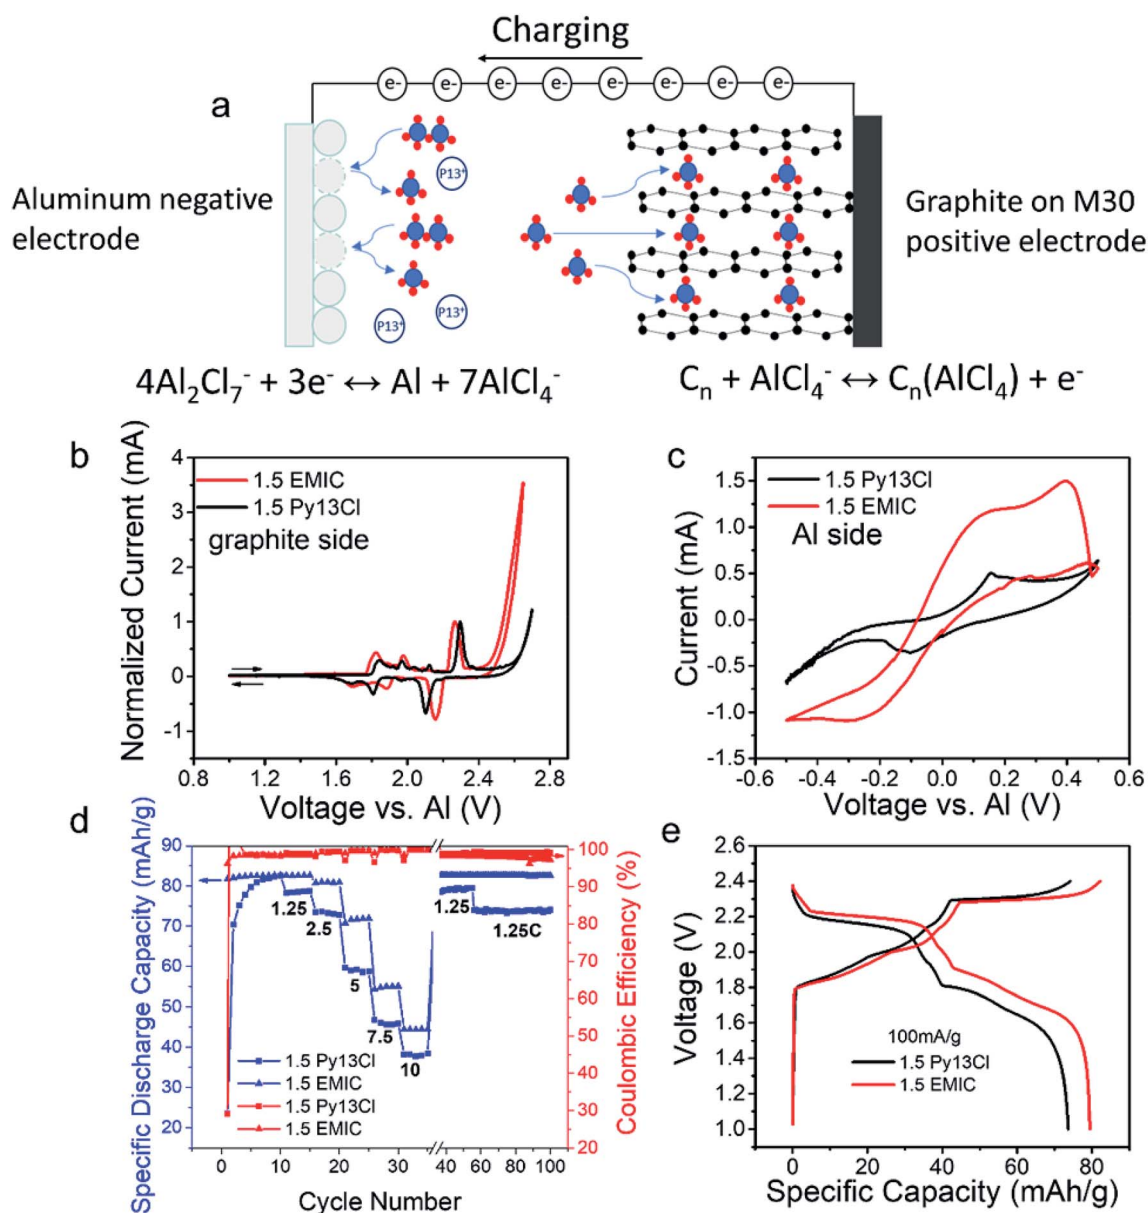 Charging
e- e- e- e- e- e- e- e-
a
P13⁺
Aluminum negative
electrode
Graphite on M30
positive electrode
P13⁺
P13⁺
4Al₂Cl₇⁻ + 3e⁻ ↔ Al + 7AlCl₄⁻
Cₙ + AlCl₄⁻ ↔ Cₙ(AlCl₄) + e⁻
b
4
3
2
1
0
-1
Normalized Current (mA)
1.5 EMIC
1.5 Py13Cl
graphite side
0.8 1.2 1.6 2.0 2.4 2.8
Voltage vs. Al (V)
c
1.5
1.0
0.5
0.0
-0.5
-1.0
-1.5
Current (mA)
1.5 Py13Cl
1.5 EMIC
Al side
-0.6 -0.4 -0.2 0.0 0.2 0.4 0.6
Voltage vs. Al (V)
d
Specific Discharge Capacity (mAh/g)
90
80
70
60
50
40
30
20
1.25
2.5
5
7.5
10
1.25
1.25C
1.5 Py13Cl
1.5 EMIC
1.5 Py13Cl
1.5 EMIC
100
90
80
70
60
50
40
30
20
Coulombic Efficiency (%)
0 10 20 30 40 60 80 100
Cycle Number
e
2.6
2.4
2.2
2.0
1.8
1.6
1.4
1.2
1.0
Voltage (V)
100mA/g
1.5 Py13Cl
1.5 EMIC
0 20 40 60 80
Specific Capacity (mAh/g)